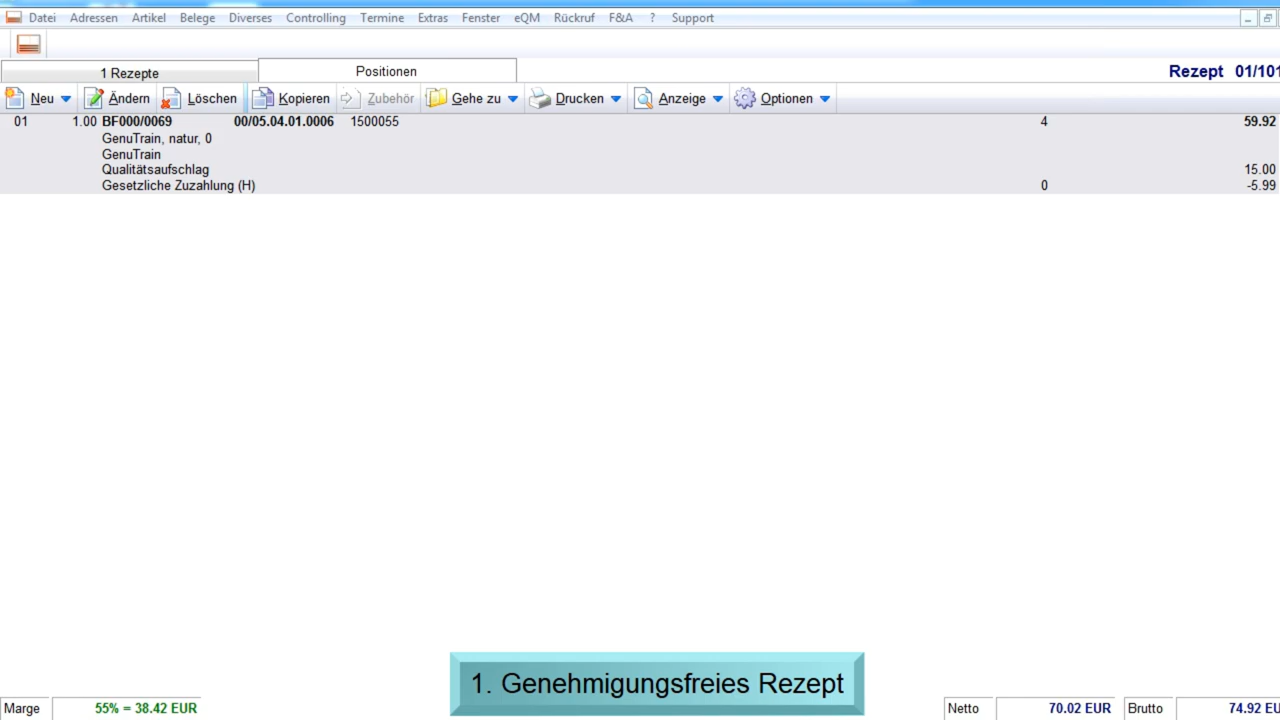 Datei Adressen Artikel Belege Diverses Controlling Termine Extras Fenster eQM Rückruf F&A ? Support
1 Rezepte Positionen Rezept 01/101
Neu Ändern Löschen Kopieren Zubehör Gehe zu Drucken Anzeige Optionen
01 1.00 BF000/0069 00/05.04.01.0006 1500055 4 59.92
GenuTrain, natur, 0
GenuTrain
Qualitätsaufschlag 15.00
Gesetzliche Zuzahlung (H) 0 -5.99
1. Genehmigungsfreies Rezept
Marge 55% = 38.42 EUR Netto 70.02 EUR Brutto 74.92 EU